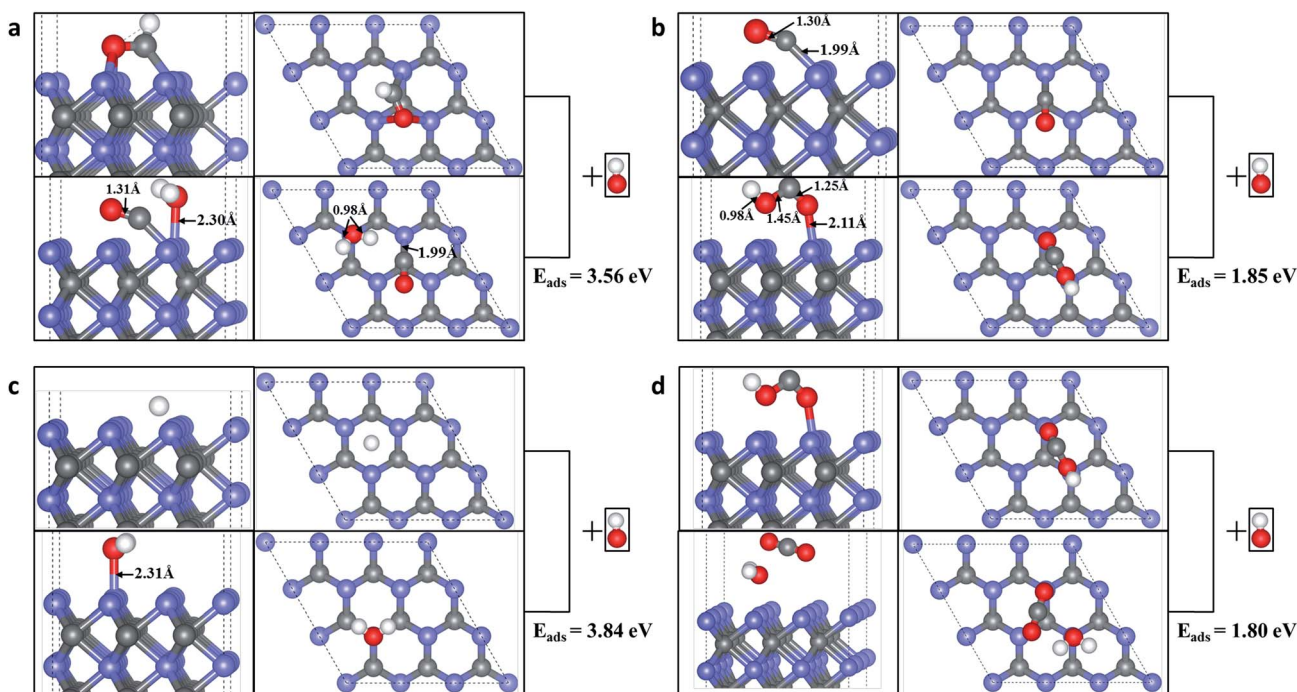 a
1.31Å
2.30Å
0.98Å
1.99Å
+
E_ads = 3.56 eV
b
1.30Å
1.99Å
0.98Å
1.45Å
1.25Å
2.11Å
+
E_ads = 1.85 eV
c
2.31Å
+
E_ads = 3.84 eV
d
+
E_ads = 1.80 eV